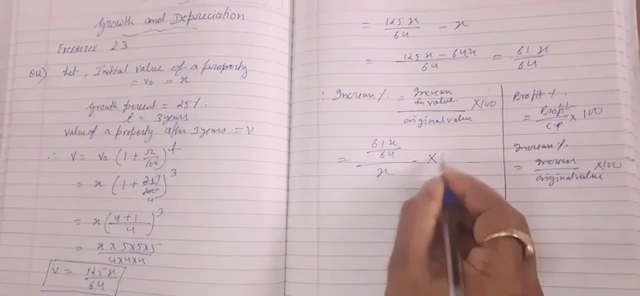 Growth and Depreciation
Exercise 23
Q12) Let, Initial value of a property
= V₀ = x
Growth percent = 25%
t = 3 years
value of a property after 3 years = V
∴ V = V₀ (1 + r/100)^t
= x (1 + 25/100)³
= x (4+1/4)³
= x × 5×5×5 / 4×4×4
V = 125x/64
= 125x/64 - x
= 125x - 64x / 64 = 61x/64
∴ Increase % = Increase in value / original value × 100
= 61x/64 / x ×
Profit %
= Profit / CP × 100
Increase %
= Increase / original value × 100